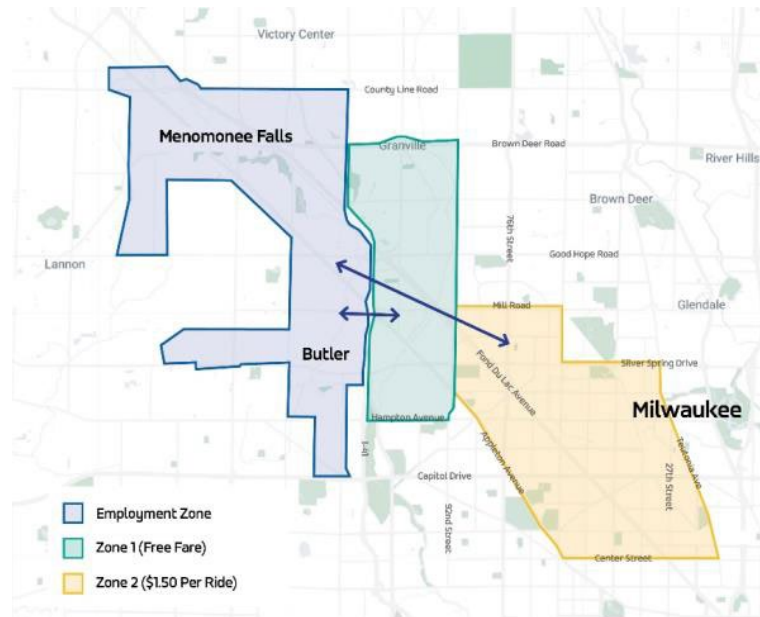 Victory Center
County Line Road
Menomonee Falls
Granville
Brown Deer Road
River Hills
Brown Deer
76th Street
Lannon
Good Hope Road
Mill Road
Glendale
Butler
Fond Du Lac Avenue
Silver Spring Drive
Milwaukee
Hampton Avenue
Appleton Avenue
I-41
Capitol Drive
27th Street
Teutonia Ave
92nd Street
Center Street
Employment Zone
Zone 1 (Free Fare)
Zone 2 ($1.50 Per Ride)